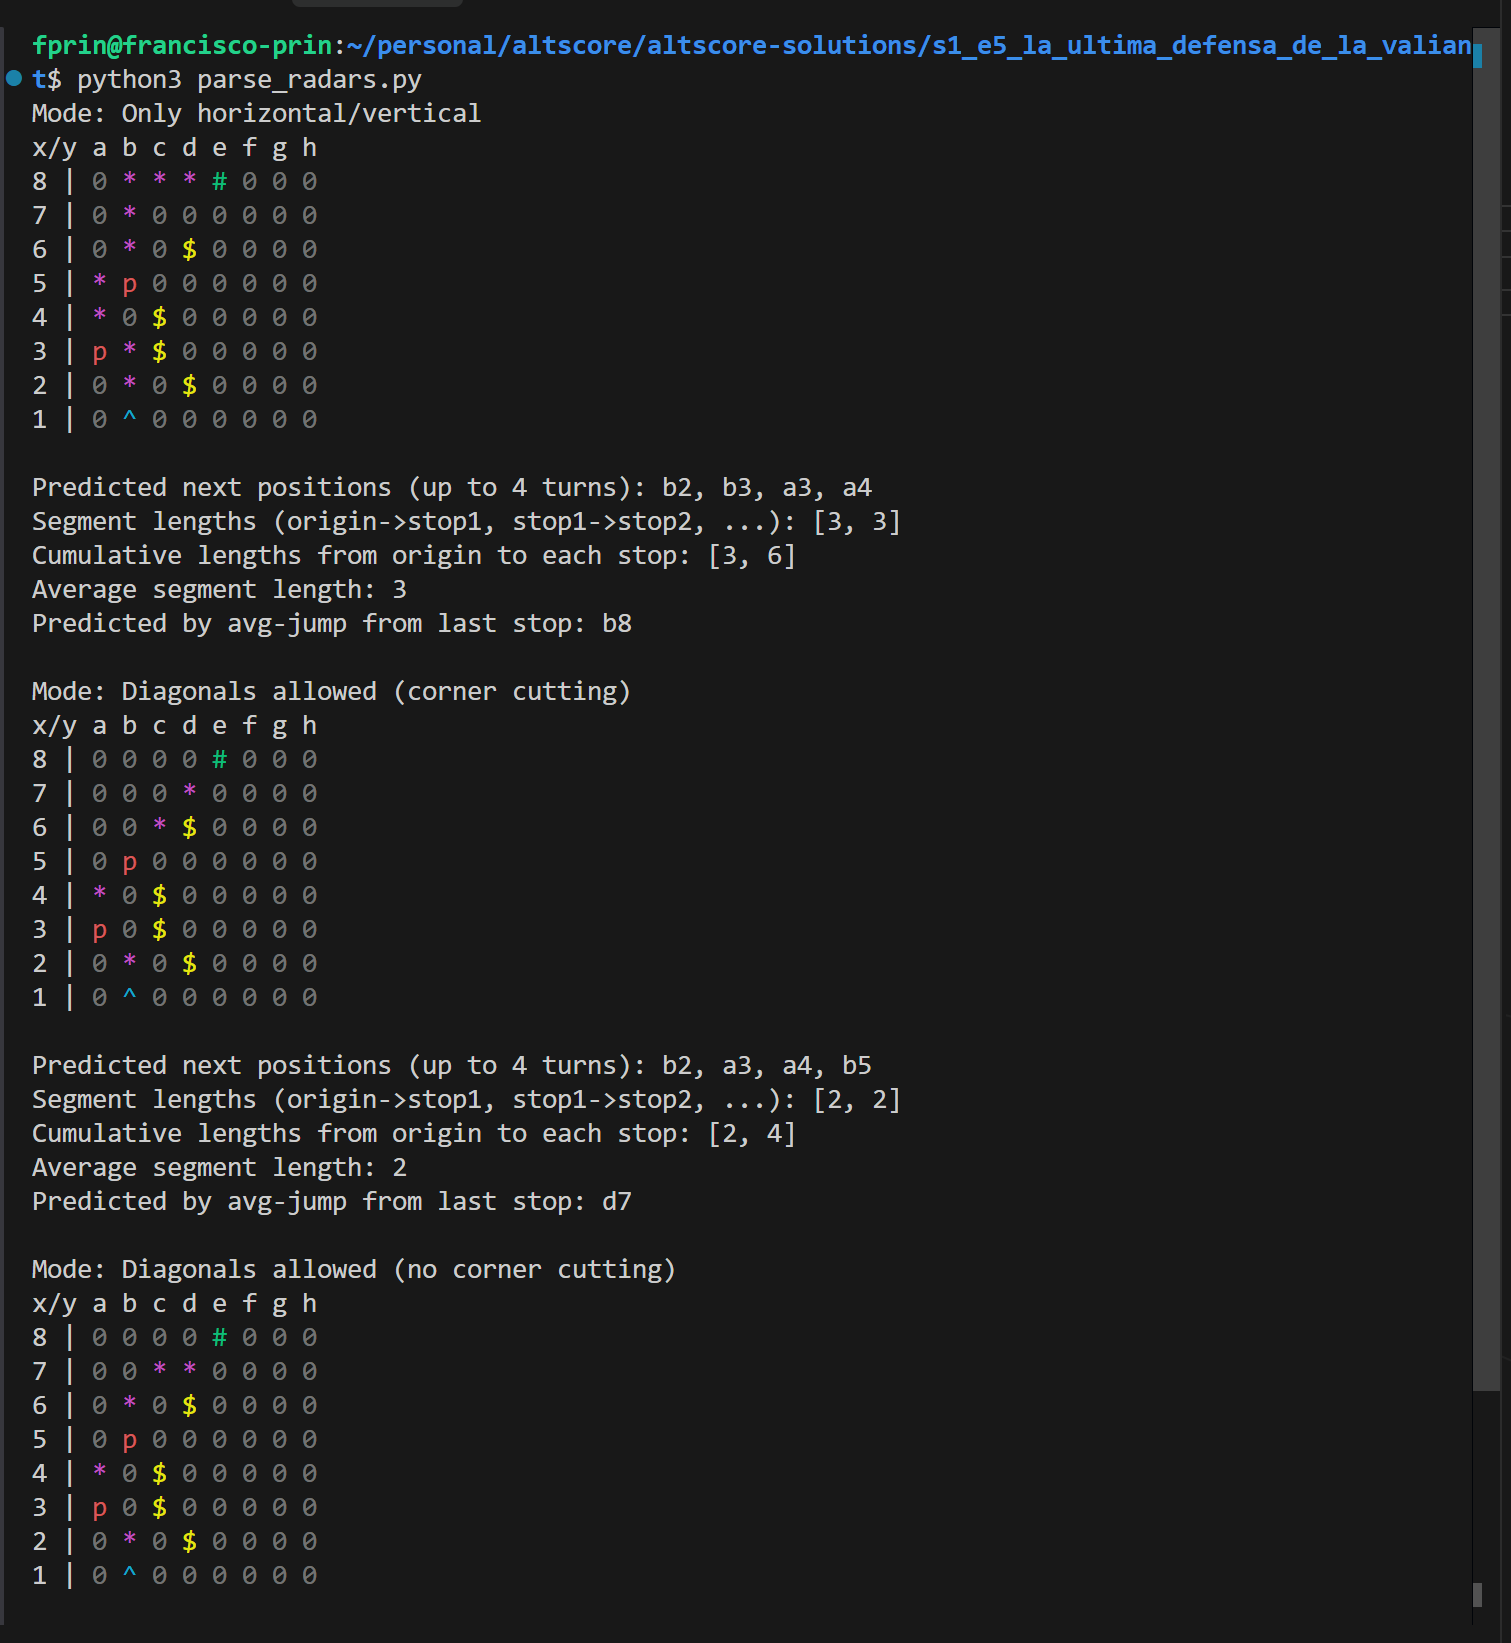 fprin@francisco-prin:~/personal/altscore/altscore-solutions/s1_e5_la_ultima_defensa_de_la_valian
t$ python3 parse_radars.py
Mode: Only horizontal/vertical
x/y a b c d e f g h
8 | 0 * * * # 0 0 0
7 | 0 * 0 0 0 0 0 0
6 | 0 * 0 $ 0 0 0 0
5 | * p 0 0 0 0 0 0
4 | * 0 $ 0 0 0 0 0
3 | p * $ 0 0 0 0 0
2 | 0 * 0 $ 0 0 0 0
1 | 0 ^ 0 0 0 0 0 0

Predicted next positions (up to 4 turns): b2, b3, a3, a4
Segment lengths (origin->stop1, stop1->stop2, ...): [3, 3]
Cumulative lengths from origin to each stop: [3, 6]
Average segment length: 3
Predicted by avg-jump from last stop: b8

Mode: Diagonals allowed (corner cutting)
x/y a b c d e f g h
8 | 0 0 0 0 # 0 0 0
7 | 0 0 0 * 0 0 0 0
6 | 0 0 * $ 0 0 0 0
5 | 0 p 0 0 0 0 0 0
4 | * 0 $ 0 0 0 0 0
3 | p 0 $ 0 0 0 0 0
2 | 0 * 0 $ 0 0 0 0
1 | 0 ^ 0 0 0 0 0 0

Predicted next positions (up to 4 turns): b2, a3, a4, b5
Segment lengths (origin->stop1, stop1->stop2, ...): [2, 2]
Cumulative lengths from origin to each stop: [2, 4]
Average segment length: 2
Predicted by avg-jump from last stop: d7

Mode: Diagonals allowed (no corner cutting)
x/y a b c d e f g h
8 | 0 0 0 0 # 0 0 0
7 | 0 0 * * 0 0 0 0
6 | 0 * 0 $ 0 0 0 0
5 | 0 p 0 0 0 0 0 0
4 | * 0 $ 0 0 0 0 0
3 | p 0 $ 0 0 0 0 0
2 | 0 * 0 $ 0 0 0 0
1 | 0 ^ 0 0 0 0 0 0